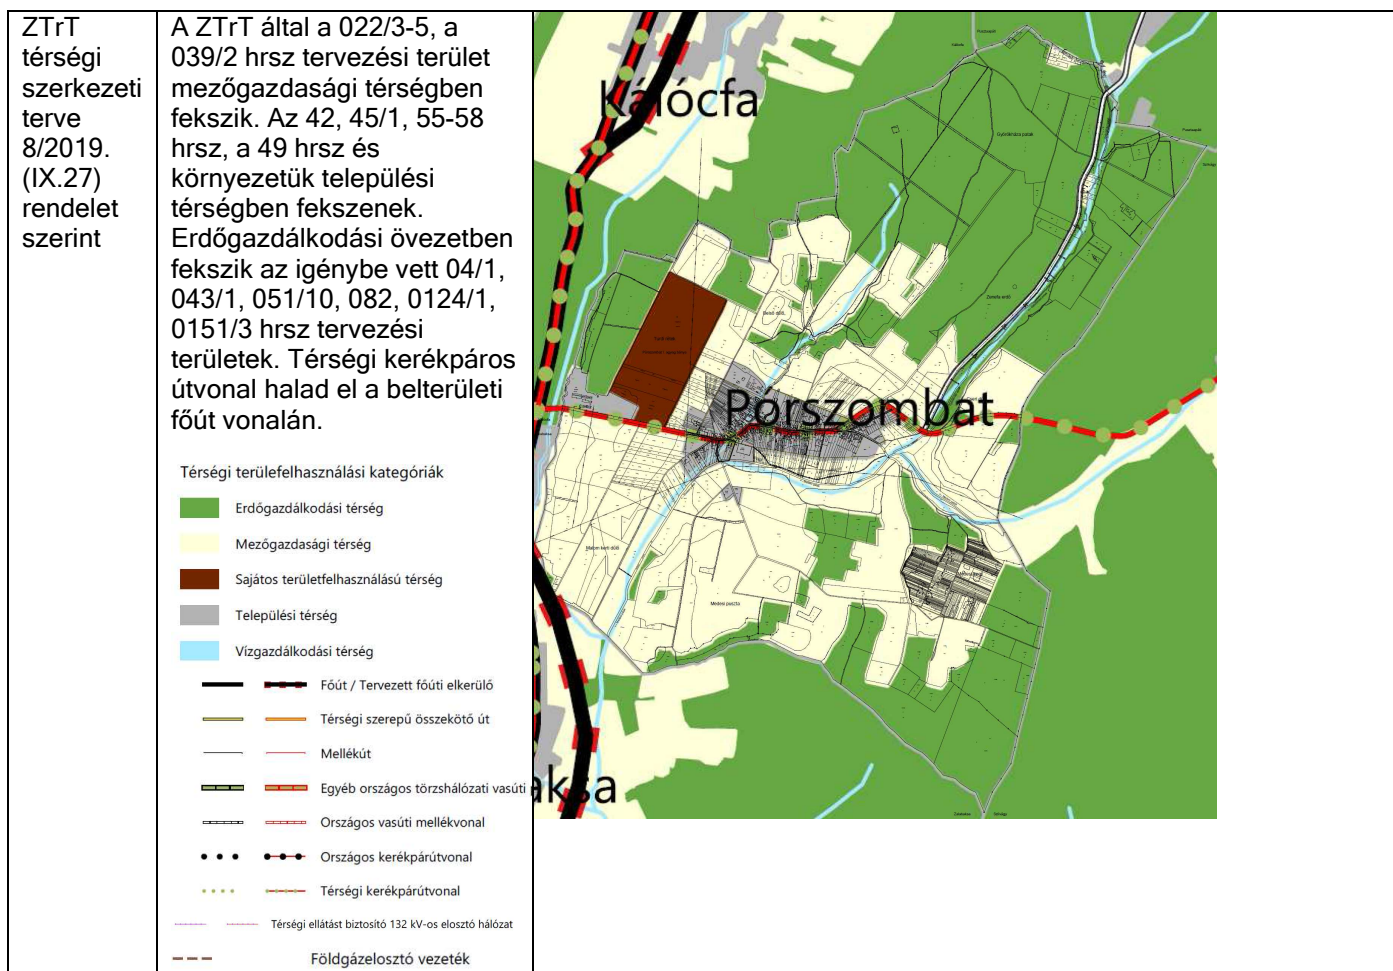 ZTrT
térségi
szerkezeti
terve
8/2019.
(IX.27)
rendelet
szerint
A ZTrT által a 022/3-5, a
039/2 hrsz tervezési terület
mezőgazdasági térségben
fekszik. Az 42, 45/1, 55-58
hrsz, a 49 hrsz és
környezetük települési
térségben fekszenek.
Erdőgazdálkodási övezetben
fekszik az igénybe vett 04/1,
043/1, 051/10, 082, 0124/1,
0151/3 hrsz tervezési
területek. Térségi kerékpáros
útvonal halad el a belterületi
főút vonalán.
Térségi területfelhasználási kategóriák
Erdőgazdálkodási térség
Mezőgazdasági térség
Sajátos területfelhasználású térség
Települési térség
Vízgazdálkodási térség
Főút / Tervezett főúti elkerülő
Térségi szerepű összekötő út
Mellékút
Egyéb országos törzshálózati vasúti
Országos vasúti mellékvonal
Országos kerékpárútvonal
Térségi kerékpárútvonal
Térségi ellátást biztosító 132 kV-os elosztó hálózat
Földgázelosztó vezeték
Kálócfa
Pórszombat
aksa
Medesi puszta